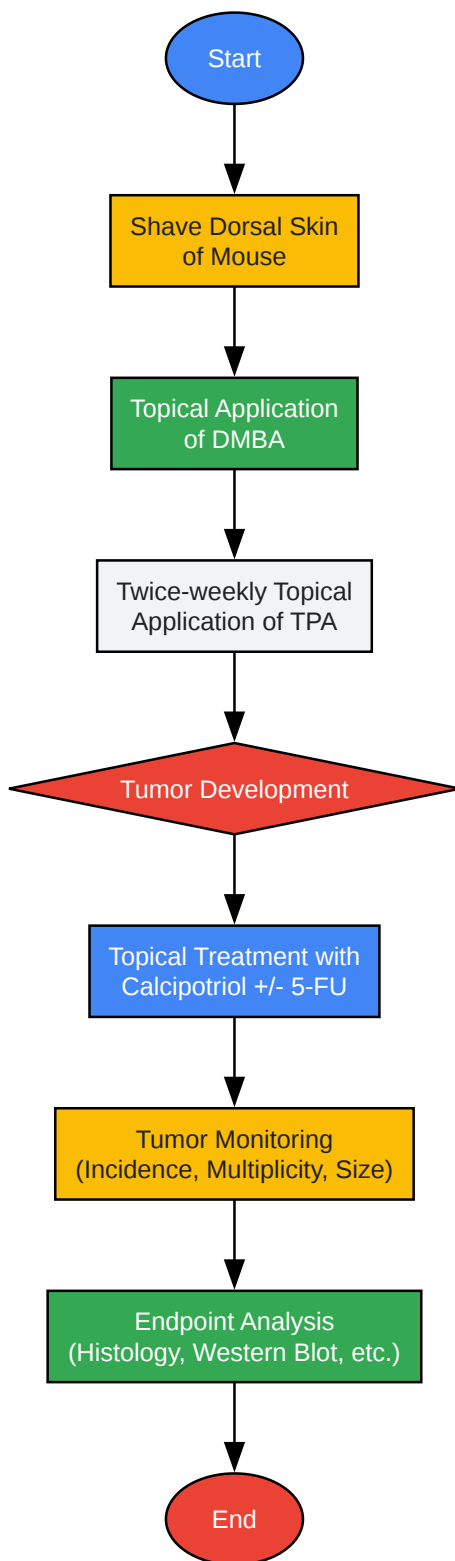 Start
Shave Dorsal Skin
of Mouse
Topical Application
of DMBA
Twice-weekly Topical
Application of TPA
Tumor Development
Topical Treatment with
Calcipotriol +/- 5-FU
Tumor Monitoring
(Incidence, Multiplicity, Size)
Endpoint Analysis
(Histology, Western Blot, etc.)
End